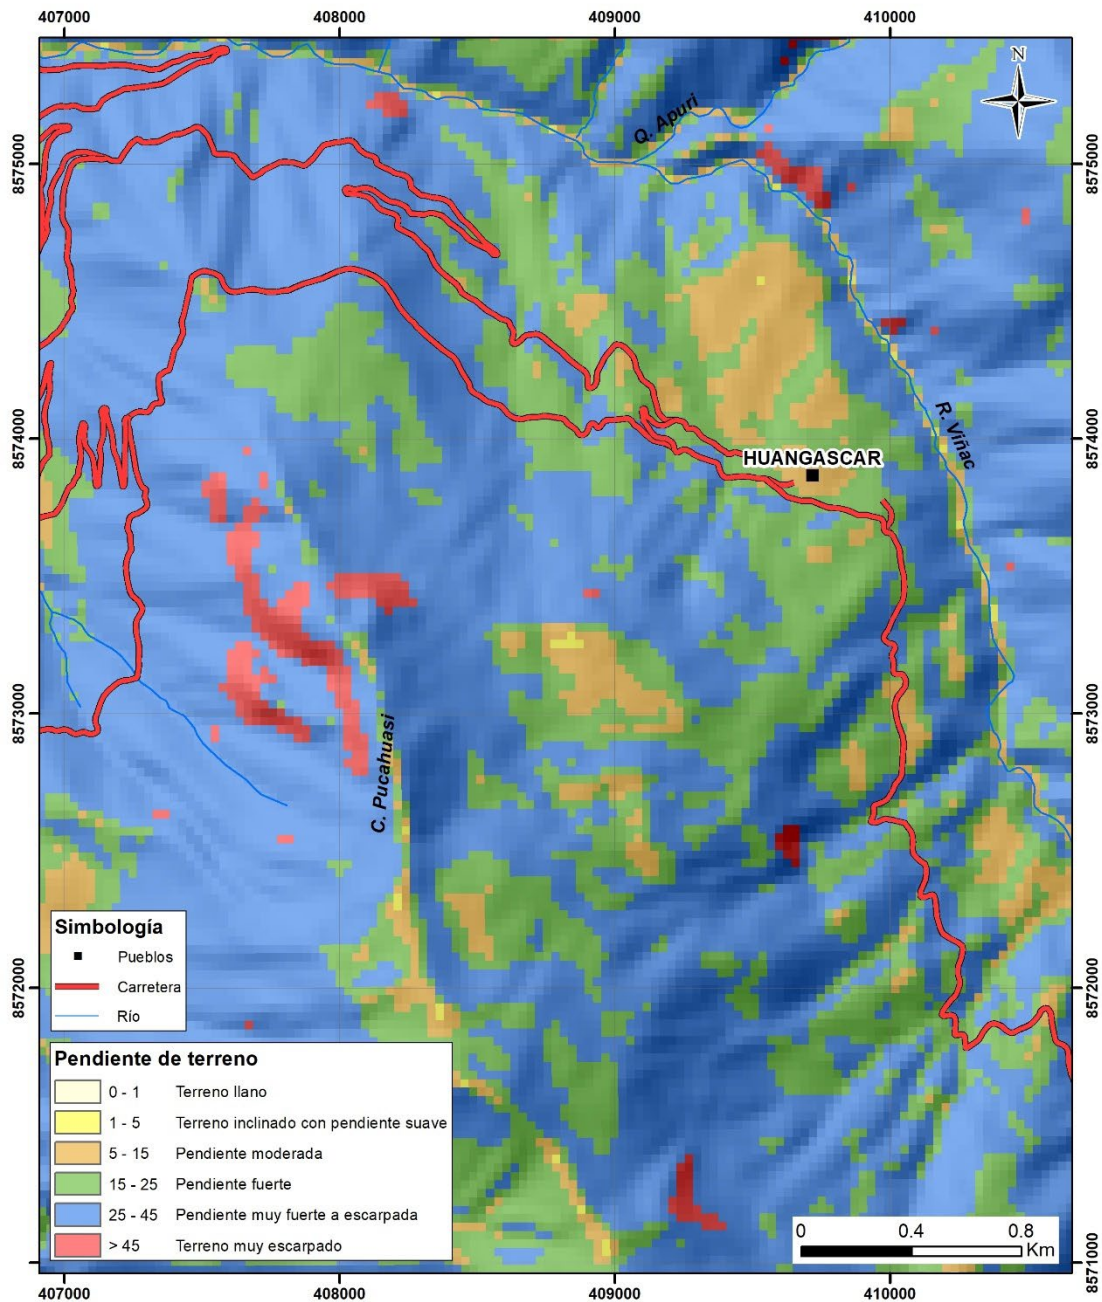 407000 408000 409000 410000
N
Q. Apuri
8575000 8575000
8574000 8574000
R. Viñac
HUANGASCAR
8573000 8573000
C. Pucahuasi
8572000 8572000
8571000
Simbología
Pueblos
Carretera
Río
Pendiente de terreno
0 - 1 Terreno llano
1 - 5 Terreno inclinado con pendiente suave
5 - 15 Pendiente moderada
15 - 25 Pendiente fuerte
25 - 45 Pendiente muy fuerte a escarpada
> 45 Terreno muy escarpado
0 0.4 0.8
Km
407000 408000 409000 410000